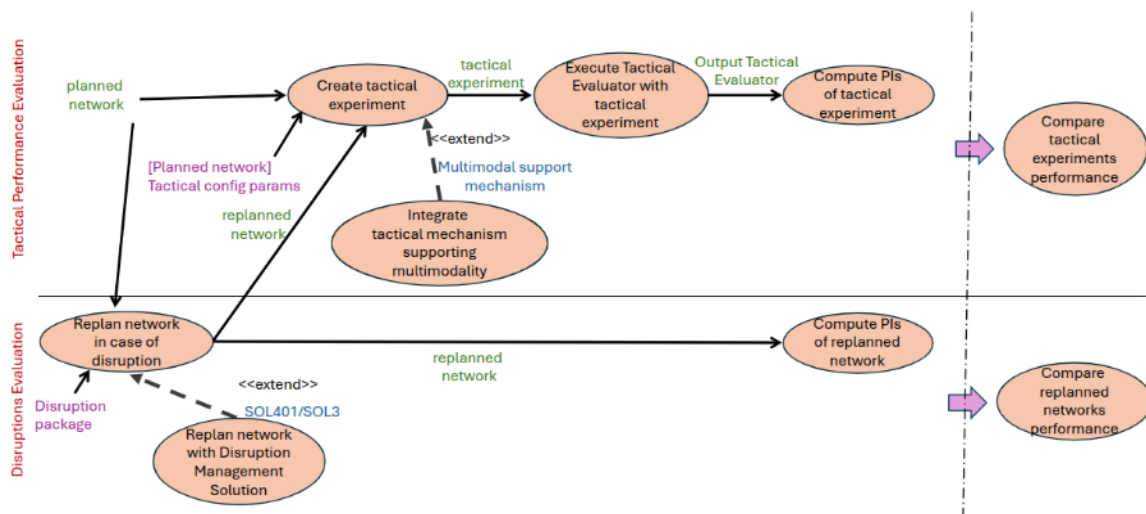 Tactical Performance Evaluation
planned
network
Create tactical
experiment
tactical
experiment
Execute Tactical
Evaluator with
tactical
experiment
Output Tactical
Evaluator
Compute PIs
of tactical
experiment
Compare
tactical
experiments
performance
[Planned network]
Tactical config params
<<extend>>
Multimodal support
mechanism
replanned
network
Integrate
tactical mechanism
supporting
multimodality
Disruptions Evaluation
Replan network
in case of
disruption
Compute PIs
of replanned
network
replanned
network
Compare
replanned
networks
performance
<<extend>>
SOL401/SOL3
Disruption
package
Replan network
with Disruption
Management
Solution